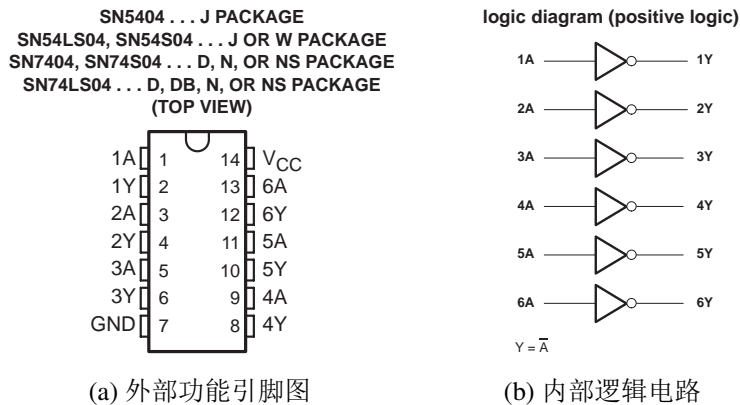 SN5404 . . . J PACKAGE
SN54LS04, SN54S04 . . . J OR W PACKAGE
SN7404, SN74S04 . . . D, N, OR NS PACKAGE
SN74LS04 . . . D, DB, N, OR NS PACKAGE
(TOP VIEW)
1A 1 14 VCC
1Y 2 13 6A
2A 3 12 6Y
2Y 4 11 5A
3A 5 10 5Y
3Y 6 9 4A
GND 7 8 4Y
(a) 外部功能引脚图
logic diagram (positive logic)
1A 1Y
2A 2Y
3A 3Y
4A 4Y
5A 5Y
6A 6Y
Y = A̅
(b) 内部逻辑电路